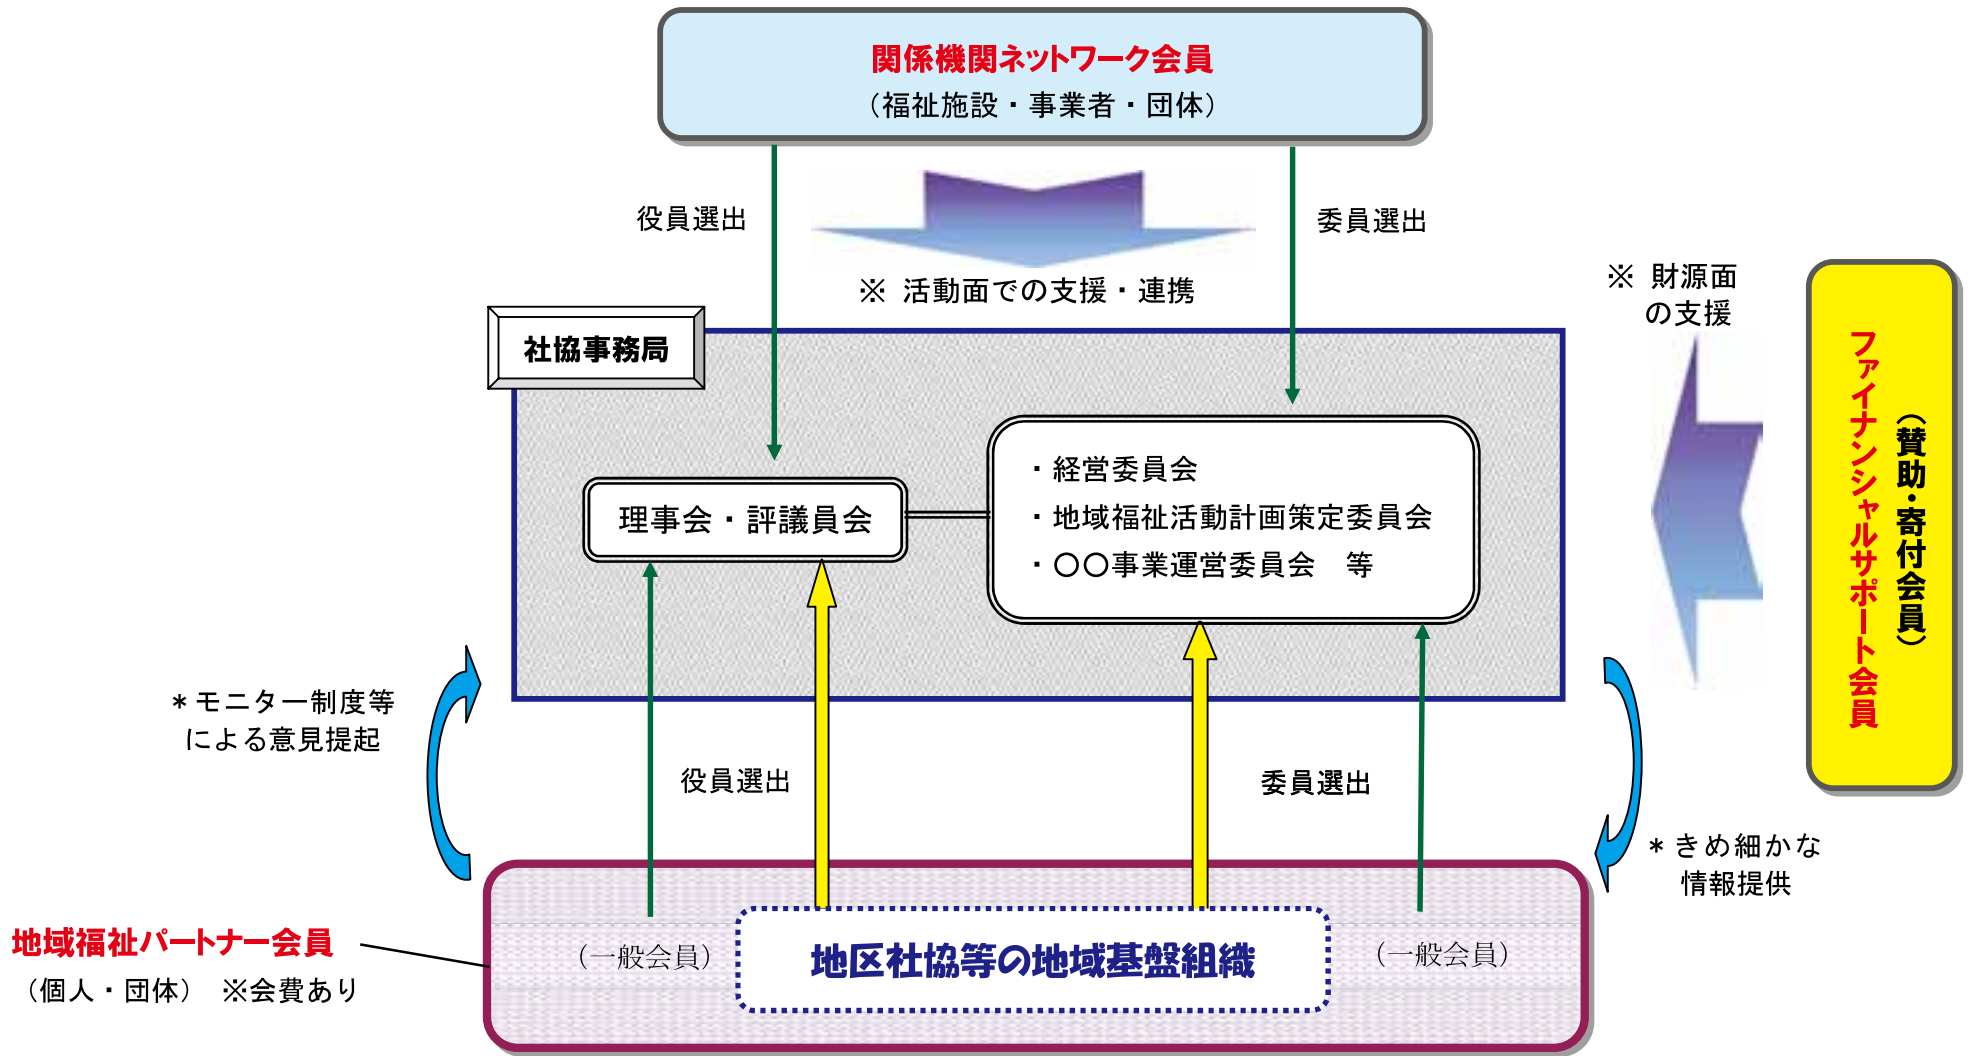 関係機関ネットワーク会員
（福祉施設・事業者・団体）
役員選出
委員選出
※ 活動面での支援・連携
※ 財源面
の支援
社協事務局
ファイナンシャルサポート会員
（賛助・寄付会員）
・経営委員会
・地域福祉活動計画策定委員会
・〇〇事業運営委員会　等
理事会・評議員会
＊モニター制度等
による意見提起
役員選出
委員選出
＊きめ細かな
情報提供
地域福祉パートナー会員
（個人・団体）　※会費あり
（一般会員）
地区社協等の地域基盤組織
（一般会員）